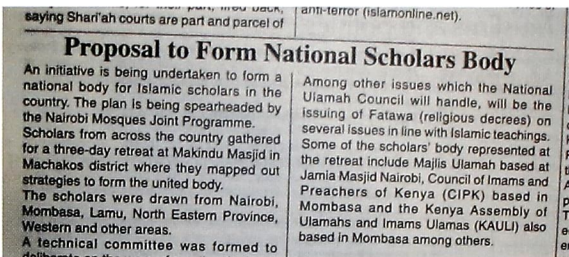 saying Shari'ah courts are part and parcel of
anti-terror (islamonline.net).
Proposal to Form National Scholars Body
An initiative is being undertaken to form a
national body for Islamic scholars in the
country. The plan is being spearheaded by
the Nairobi Mosques Joint Programme.
Scholars from across the country gathered
for a three-day retreat at Makindu Masjid in
Machakos district where they mapped out
strategies to form the united body.
The scholars were drawn from Nairobi,
Mombasa, Lamu, North Eastern Province,
Western and other areas.
A technical committee was formed to
Among other issues which the National
Ulamah Council will handle, will be the
issuing of Fatawa (religious decrees) on
several issues in line with Islamic teachings.
Some of the scholars' body represented at
the retreat include Majlis Ulamah based at
Jamia Masjid Nairobi, Council of Imams and
Preachers of Kenya (CIPK) based in
Mombasa and the Kenya Assembly of
Ulamahs and Imams Ulamas (KAULI) also
based in Mombasa among others.